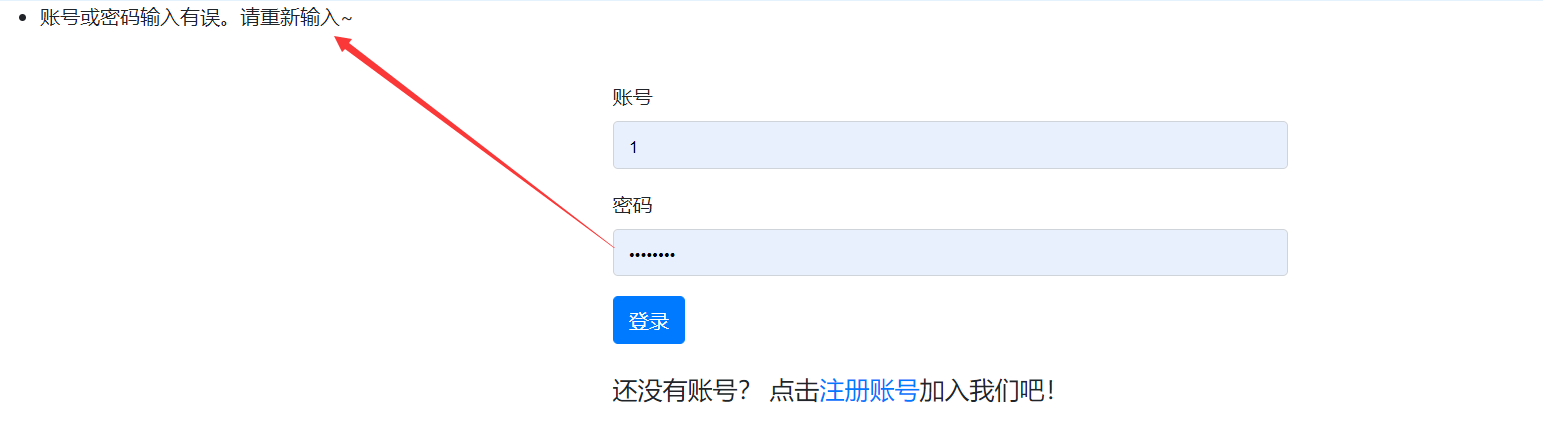 账号或密码输入有误。请重新输入~
账号
1
密码
••••••••
登录
还没有账号？ 点击注册账号加入我们吧！